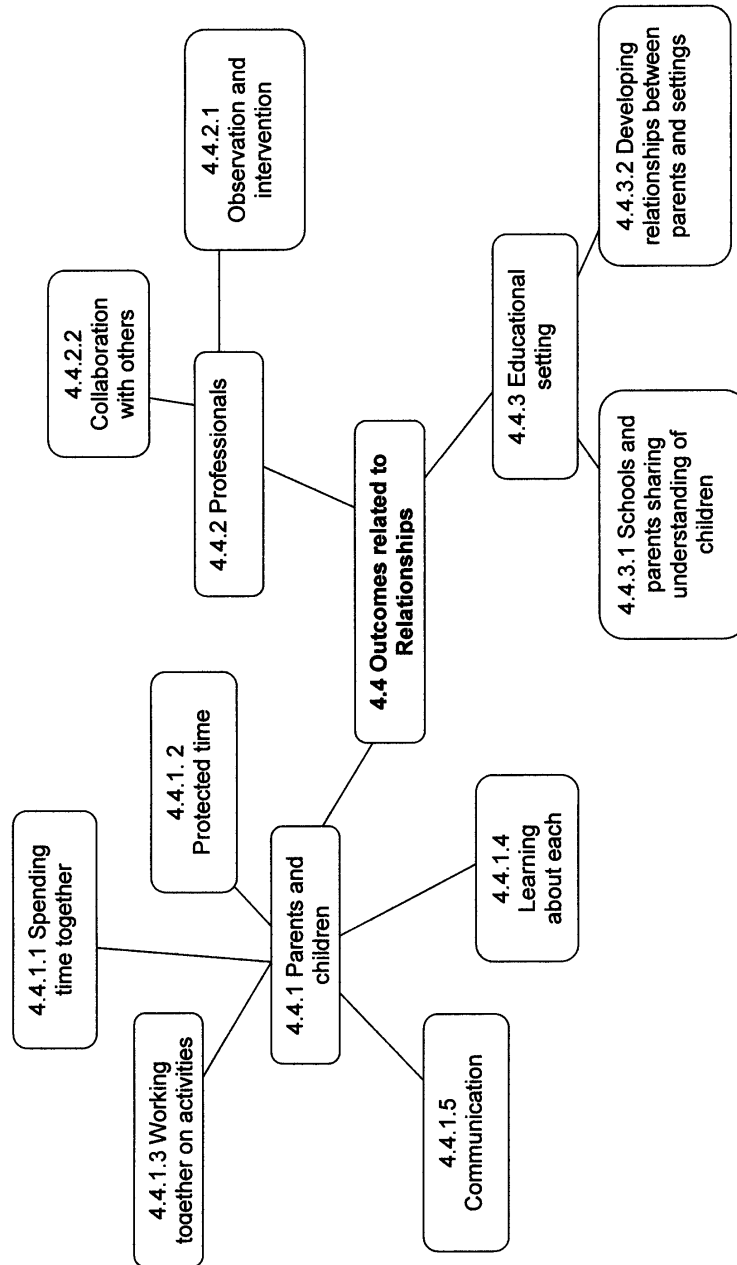 4.4.1.1 Spending
time together
4.4.1. 2
Protected time
4.4.1.3 Working
together on activities
4.4.1 Parents and
children
4.4.1.5
Communication
4.4.1.4
Learning
about each
4.4 Outcomes related to
Relationships
4.4.2.2
Collaboration
with others
4.4.2 Professionals
4.4.2.1
Observation and
intervention
4.4.3 Educational
setting
4.4.3.1 Schools and
parents sharing
understanding of
children
4.4.3.2 Developing
relationships between
parents and settings